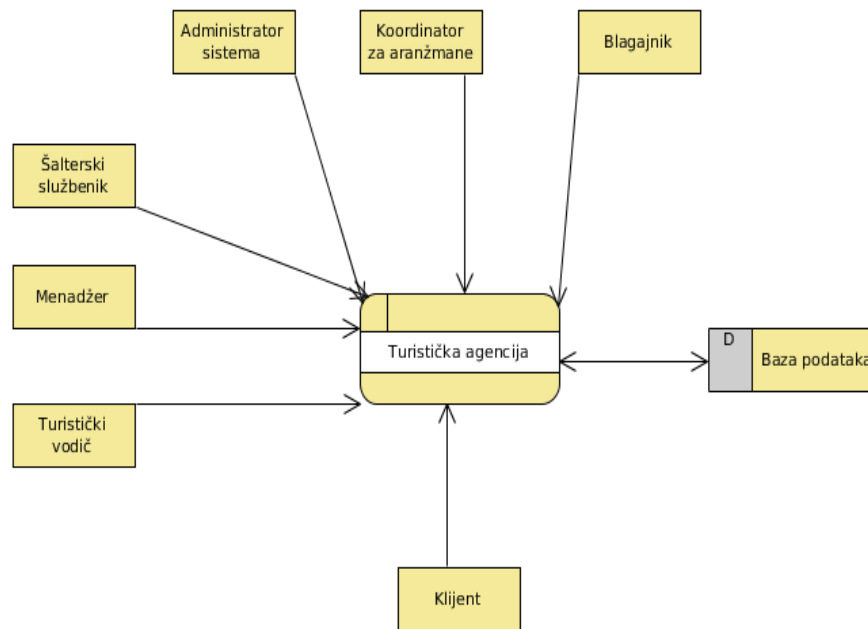 Administrator
sistema
Koordinator
za aranžmane
Blagajnik
Šalterski
službenik
Menadžer
Turistička agencija
D
Baza podataka
Turistički
vodič
Klijent